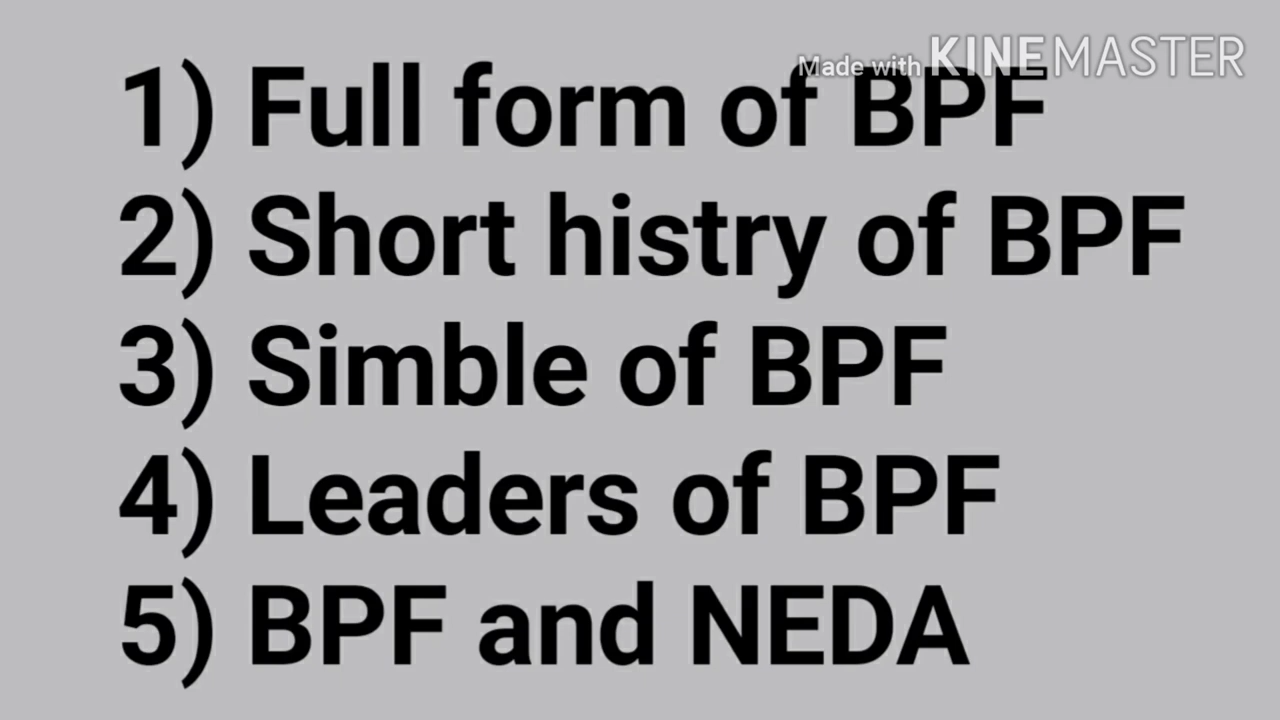 Made with KINEMASTER
1) Full form of BPF
2) Short histry of BPF
3) Simble of BPF
4) Leaders of BPF
5) BPF and NEDA